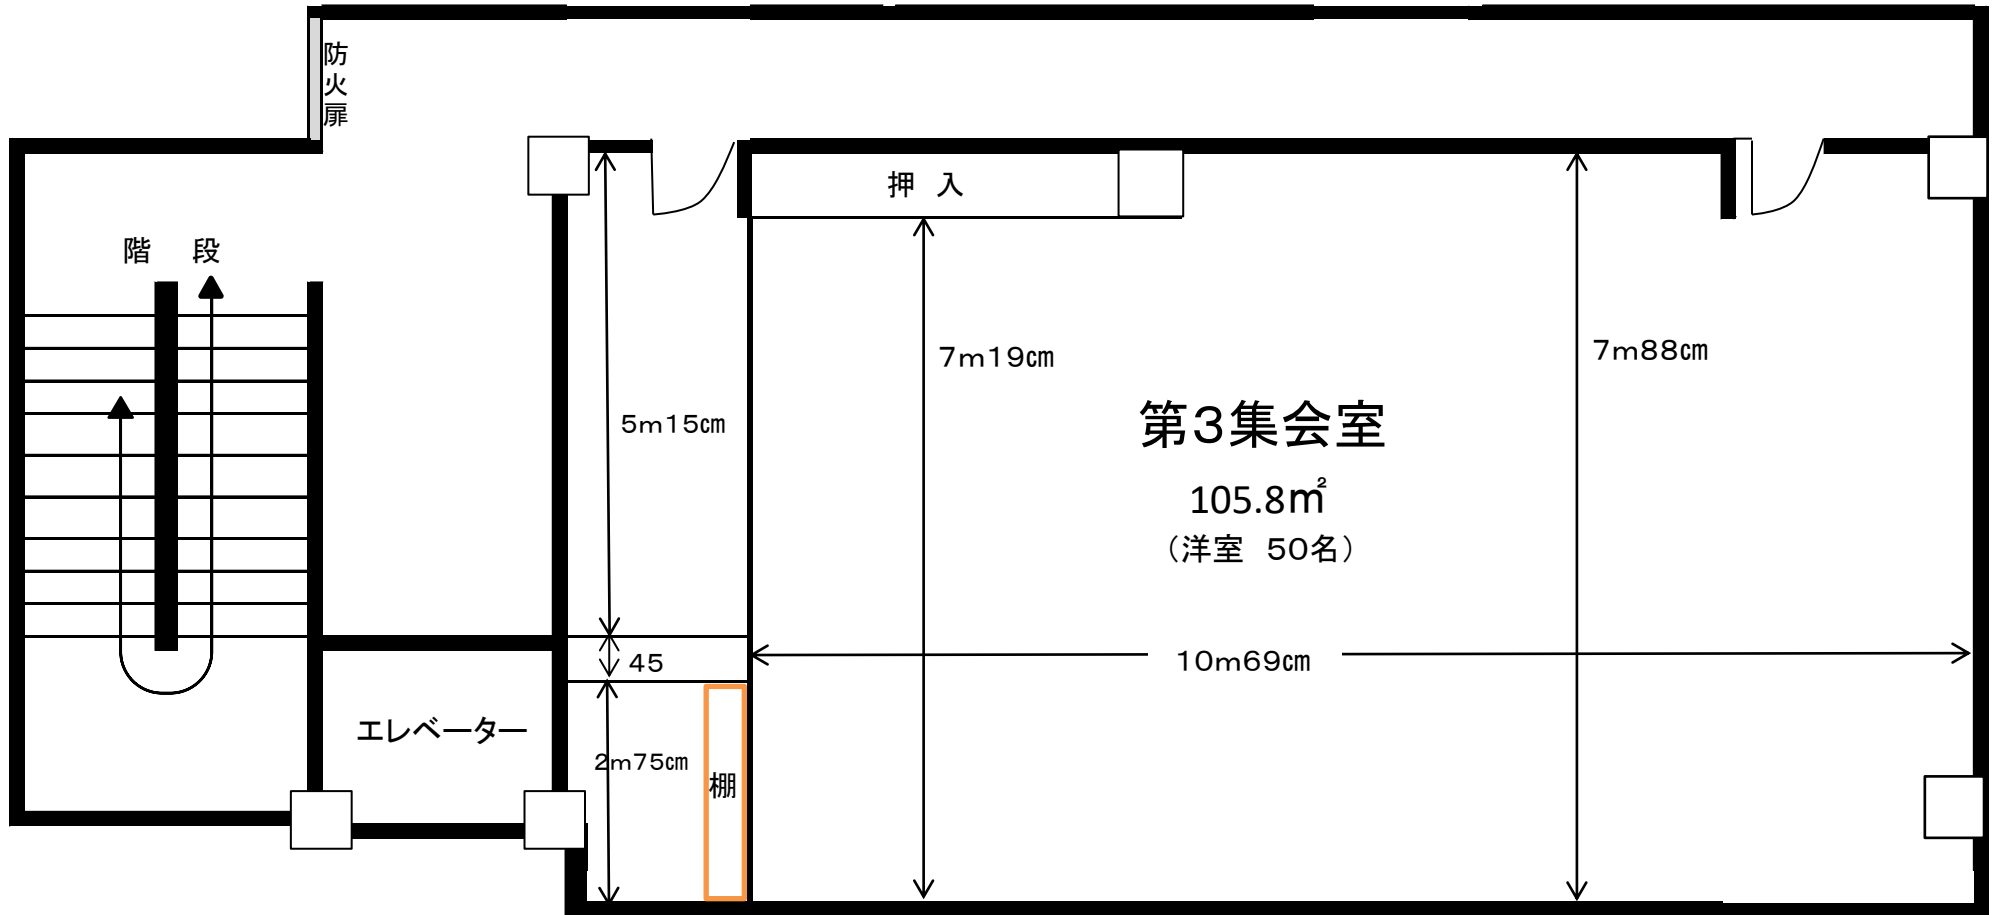 防火扉
押　入
階　段
7m19㎝
7m88㎝
5m15㎝
第3集会室
105.8㎡
（洋室　50名）
45
10m69㎝
エレベーター
2m75㎝
棚